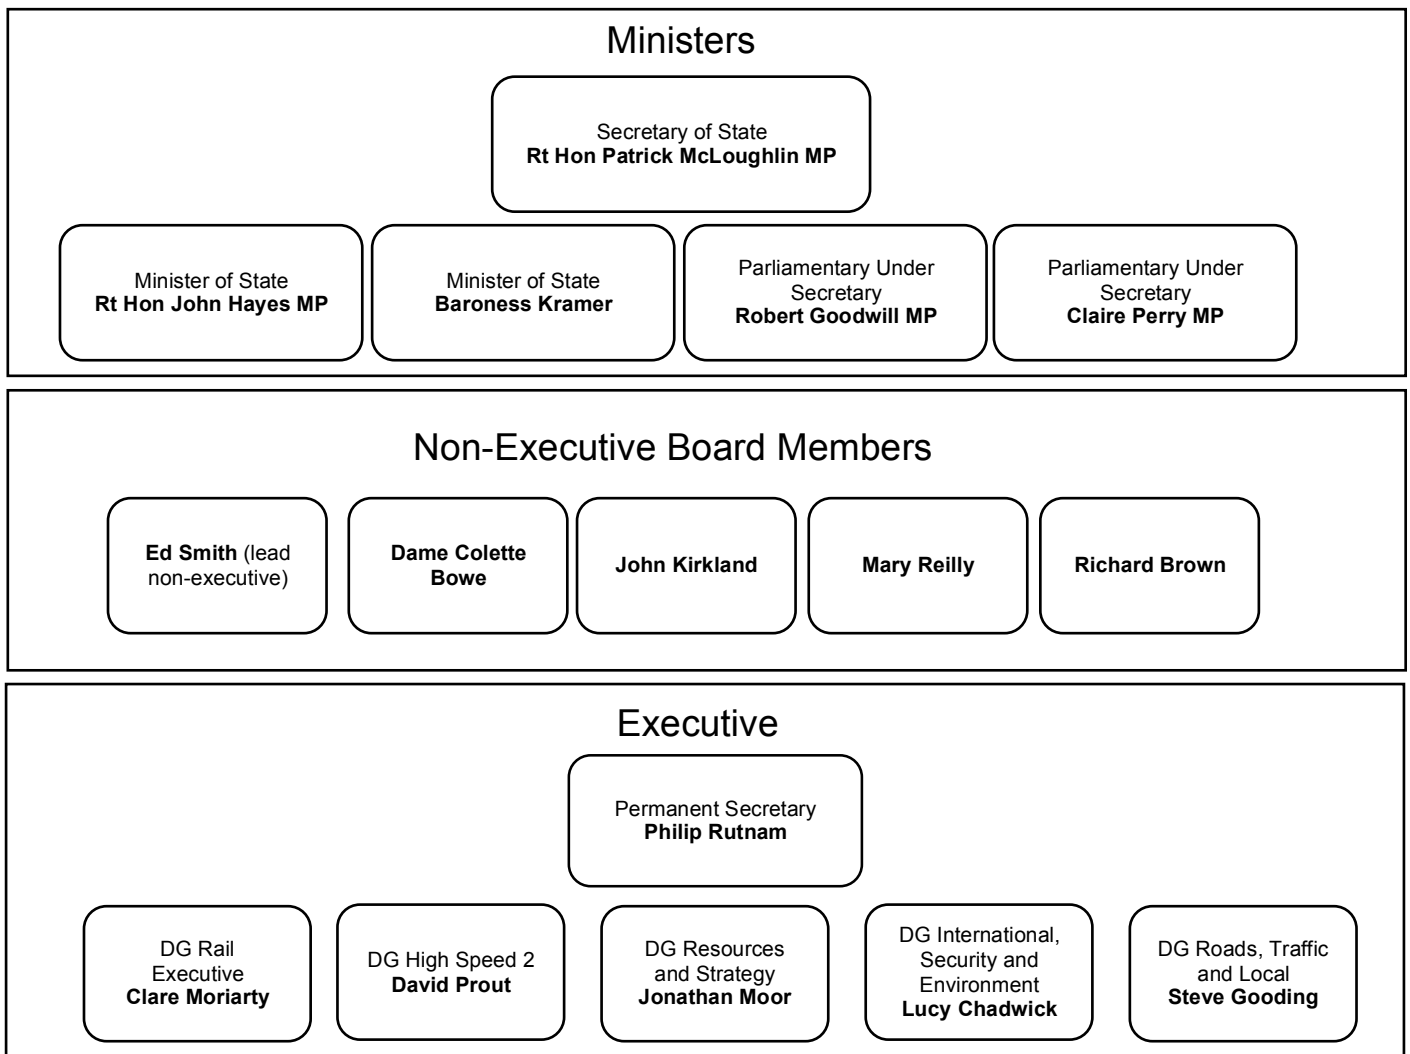 Ministers
Secretary of State
Rt Hon Patrick McLoughlin MP
Minister of State
Rt Hon John Hayes MP
Minister of State
Baroness Kramer
Parliamentary Under
Secretary
Robert Goodwill MP
Parliamentary Under
Secretary
Claire Perry MP
Non-Executive Board Members
Ed Smith (lead
non-executive)
Dame Colette
Bowe
John Kirkland
Mary Reilly
Richard Brown
Executive
Permanent Secretary
Philip Rutnam
DG Rail
Executive
Clare Moriarty
DG High Speed 2
David Prout
DG Resources
and Strategy
Jonathan Moor
DG International,
Security and
Environment
Lucy Chadwick
DG Roads, Traffic
and Local
Steve Gooding